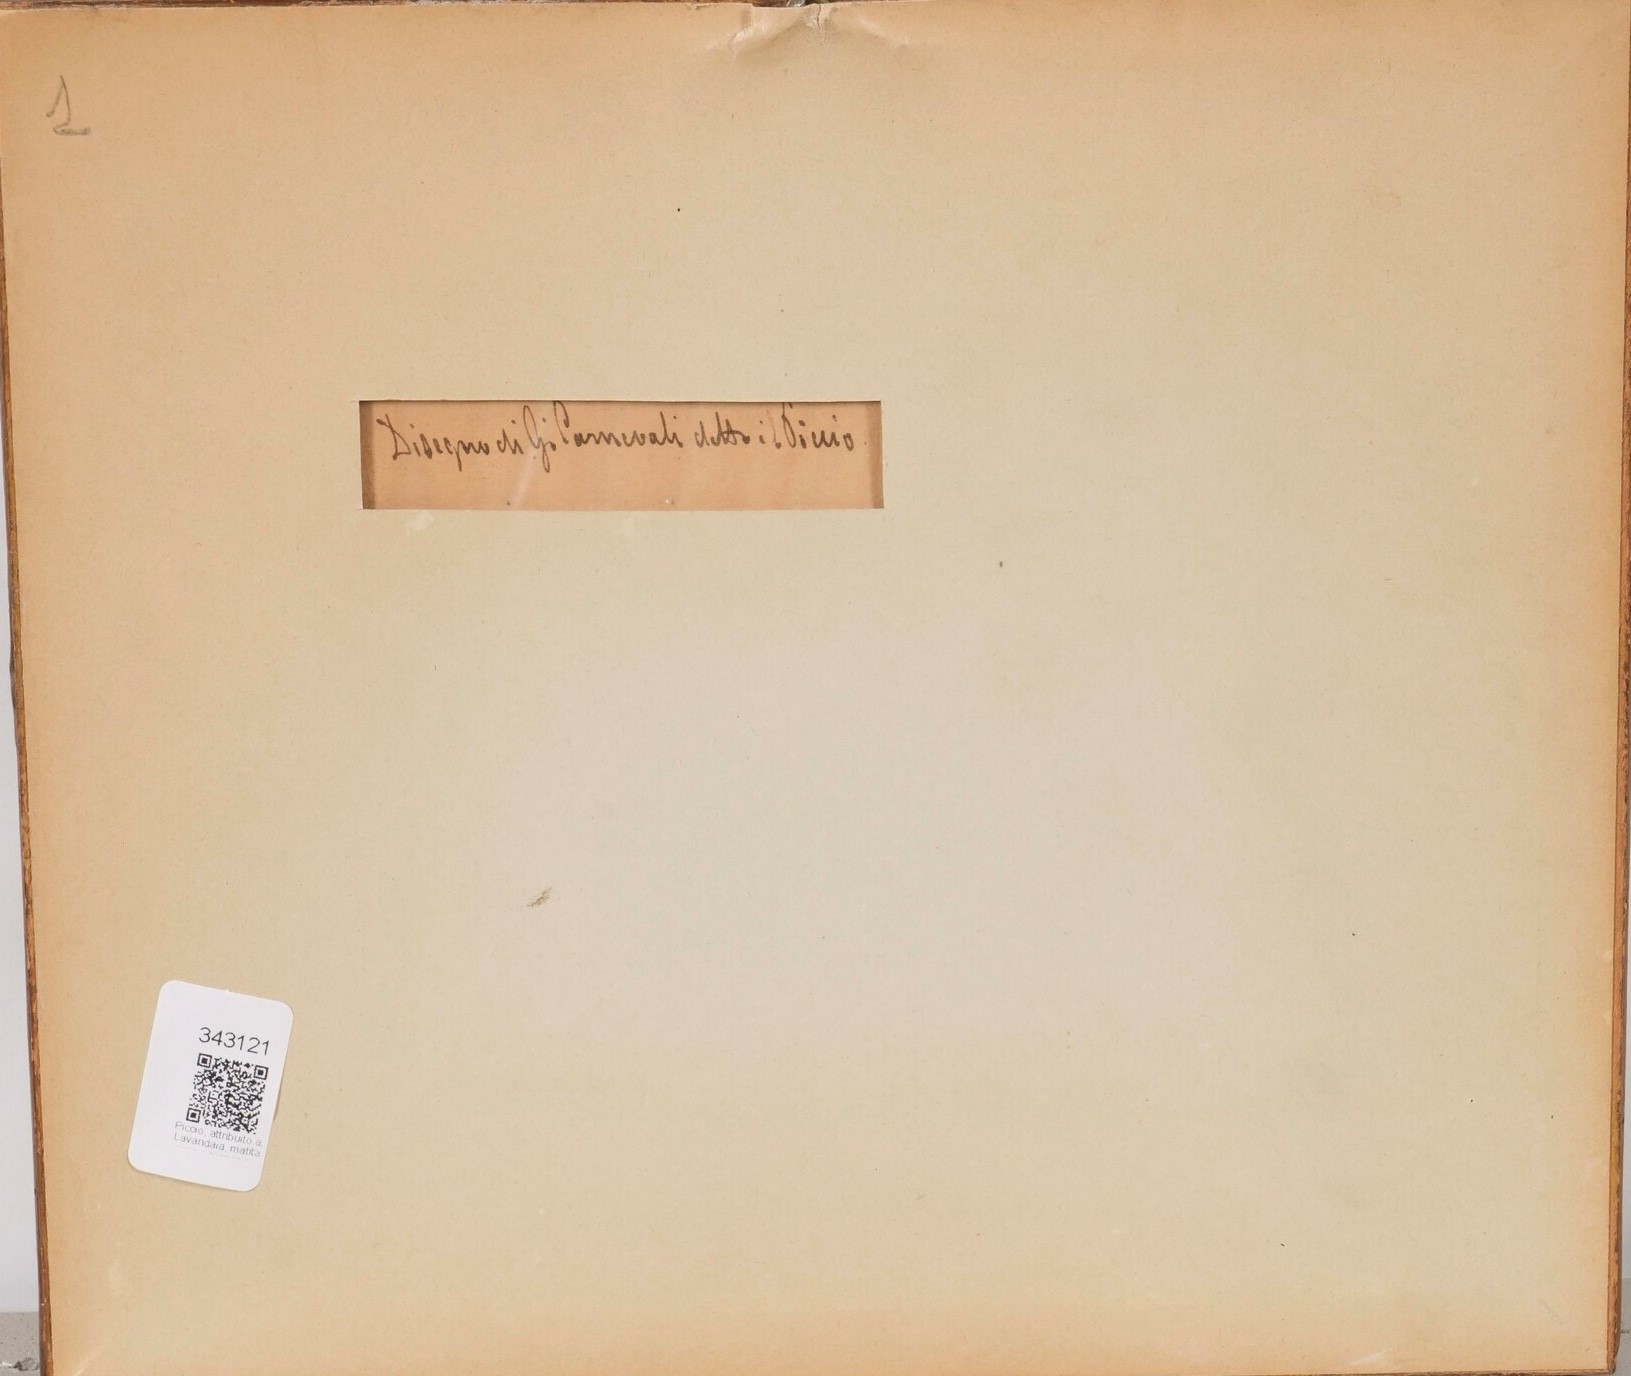 1
Disegno di G. Carnevali detto il Piccio
343121
Piccio, attribuito a.
Lavandaia, matita